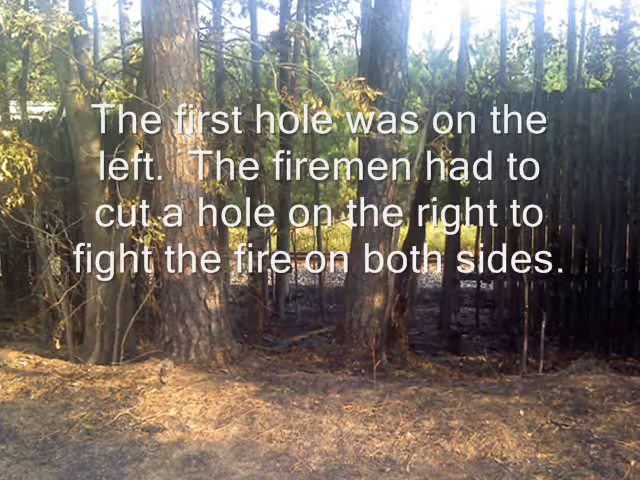 The first hole was on the
left.  The firemen had to
cut a hole on the right to
fight the fire on both sides.